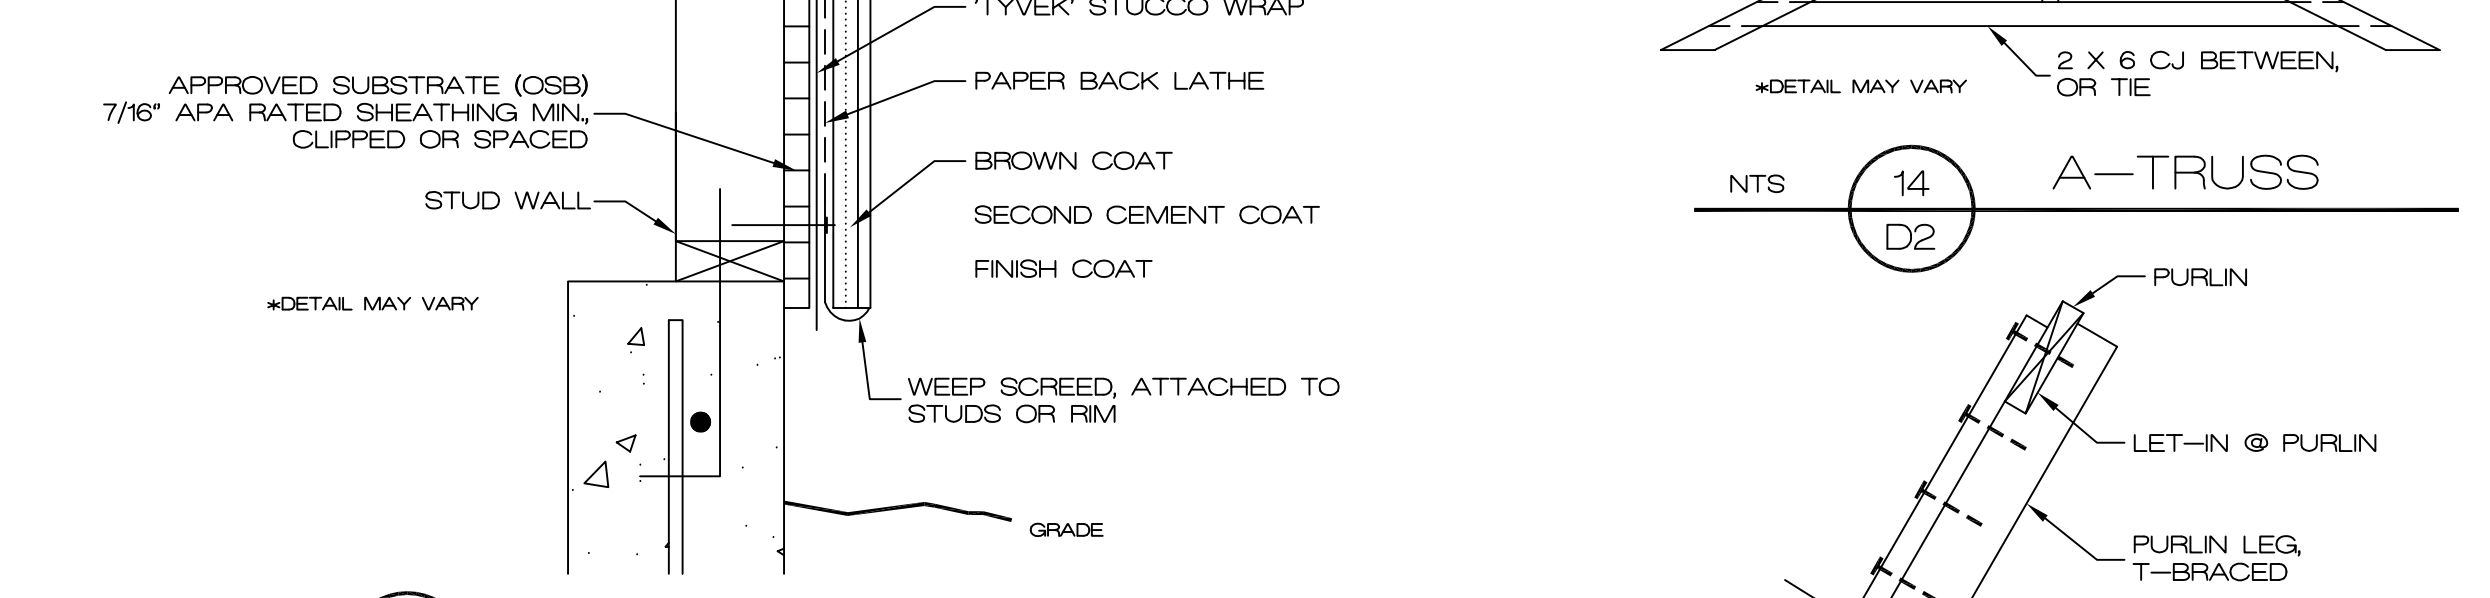 'TYVEK' STUCCO WRAP
APPROVED SUBSTRATE (OSB)
7/16" APA RATED SHEATHING MIN.,
CLIPPED OR SPACED
PAPER BACK LATHE
BROWN COAT
STUD WALL
SECOND CEMENT COAT
FINISH COAT
*DETAIL MAY VARY
WEEP SCREED, ATTACHED TO
STUDS OR RIM
GRADE
2 X 6 CJ BETWEEN,
OR TIE
*DETAIL MAY VARY
NTS
14
D2
A-TRUSS
PURLIN
LET-IN @ PURLIN
PURLIN LEG,
T-BRACED